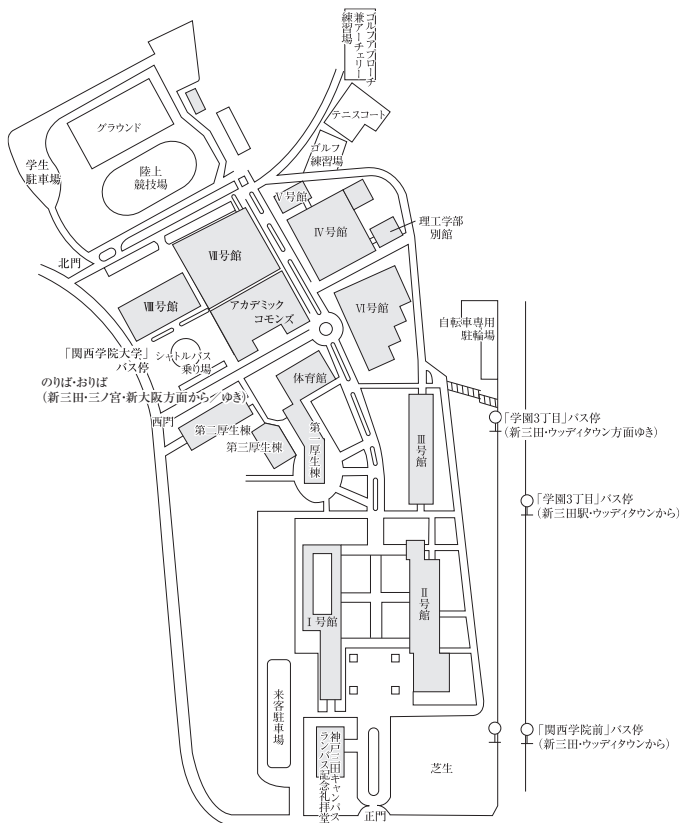 ゴルフアプローチ
兼アーチェリー
練習場
テニスコート
グラウンド
ゴルフ
練習場
学生
駐車場
陸上
競技場
Ⅴ号館
Ⅳ号館
理工学部
別館
北門
Ⅶ号館
Ⅷ号館
アカデミック
コモンズ
Ⅵ号館
自転車専用
駐輪場
「関西学院大学」
バス停
シャトルバス
乗り場
のりば・おりば
(新三田・三ノ宮・新大阪方面から/ゆき)
体育館
西門
第二厚生棟
第三厚生棟
第一厚生棟
Ⅲ号館
「学園3丁目」バス停
(新三田・ウッディタウン方面ゆき)
「学園3丁目」バス停
(新三田駅・ウッディタウンから)
Ⅰ号館
Ⅱ号館
来客駐車場
神戸三田キャンパス
ランバス記念礼拝堂
芝生
「関西学院前」バス停
(新三田・ウッディタウンから)
正門